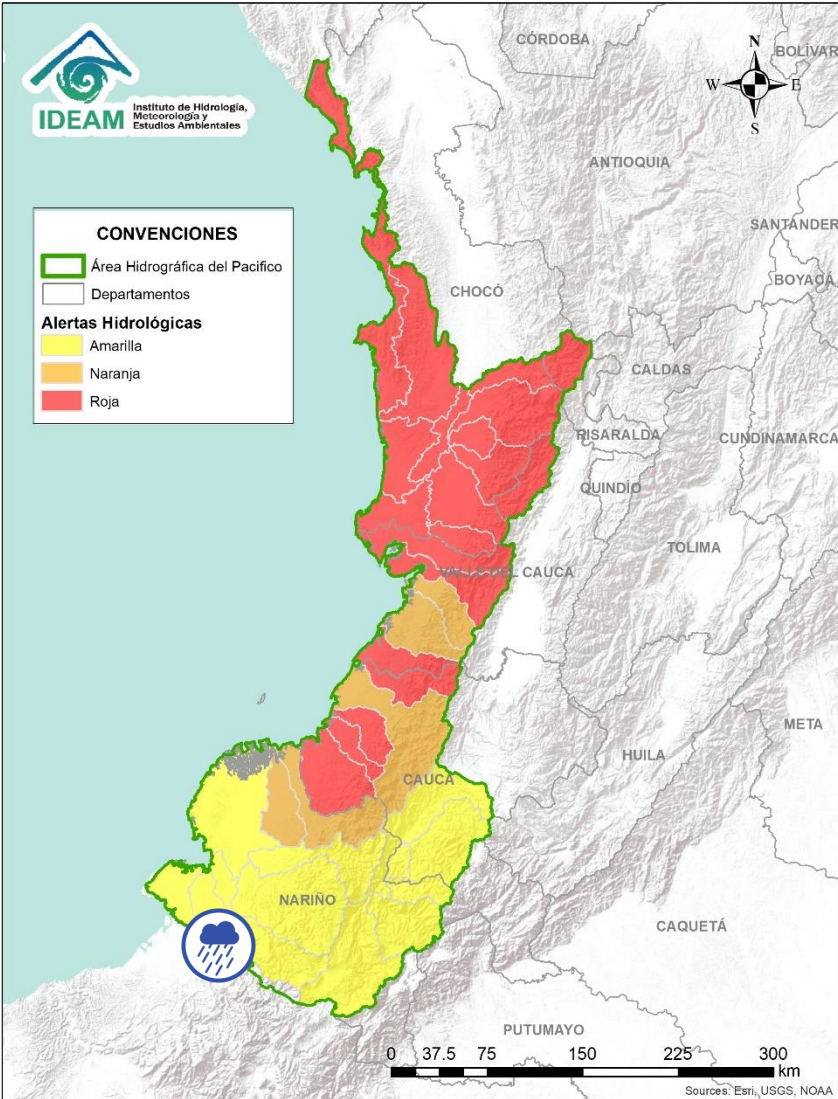 IDEAM
Instituto de Hidrología,
Meteorología y
Estudios Ambientales
CONVENCIONES
Área Hidrográfica del Pacifico
Departamentos
Alertas Hidrológicas
Amarilla
Naranja
Roja
N
W E
S
CÓRDOBA
BOLÍVAR
ANTIOQUIA
SANTANDER
BOYACÁ
CHOCÓ
CALDAS
RISARALDA
CUNDINAMARCA
QUINDÍO
TOLIMA
VALLE DEL CAUCA
META
HUILA
CAUCA
NARIÑO
CAQUETÁ
PUTUMAYO
0 37.5 75 150 225 300
km
Sources: Esri, USGS, NOAA